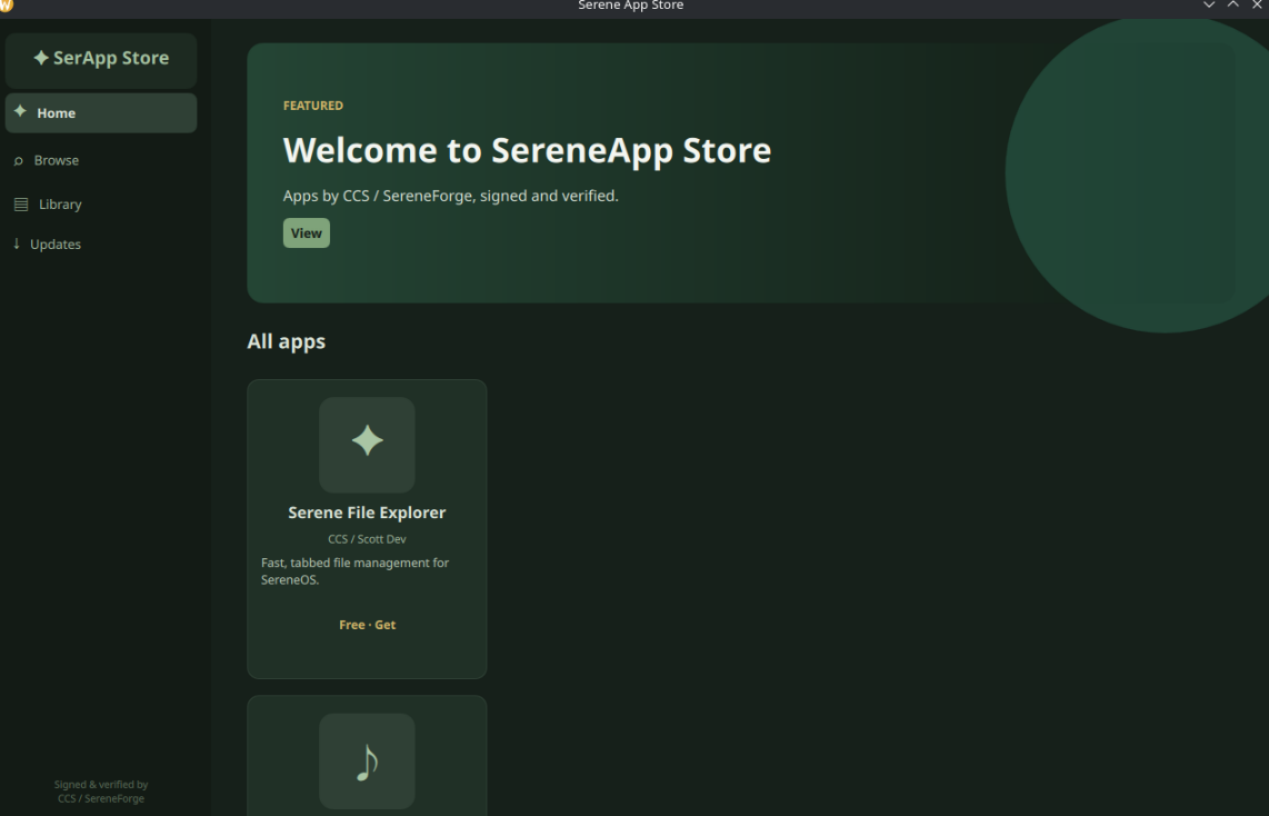 Serene App Store
SerApp Store
Home
Browse
Library
Updates
FEATURED
Welcome to SereneApp Store
Apps by CCS / SereneForge, signed and verified.
View
All apps
Serene File Explorer
CCS / Scott Dev
Fast, tabbed file management for
SereneOS.
Free · Get
Signed & verified by
CCS / SereneForge